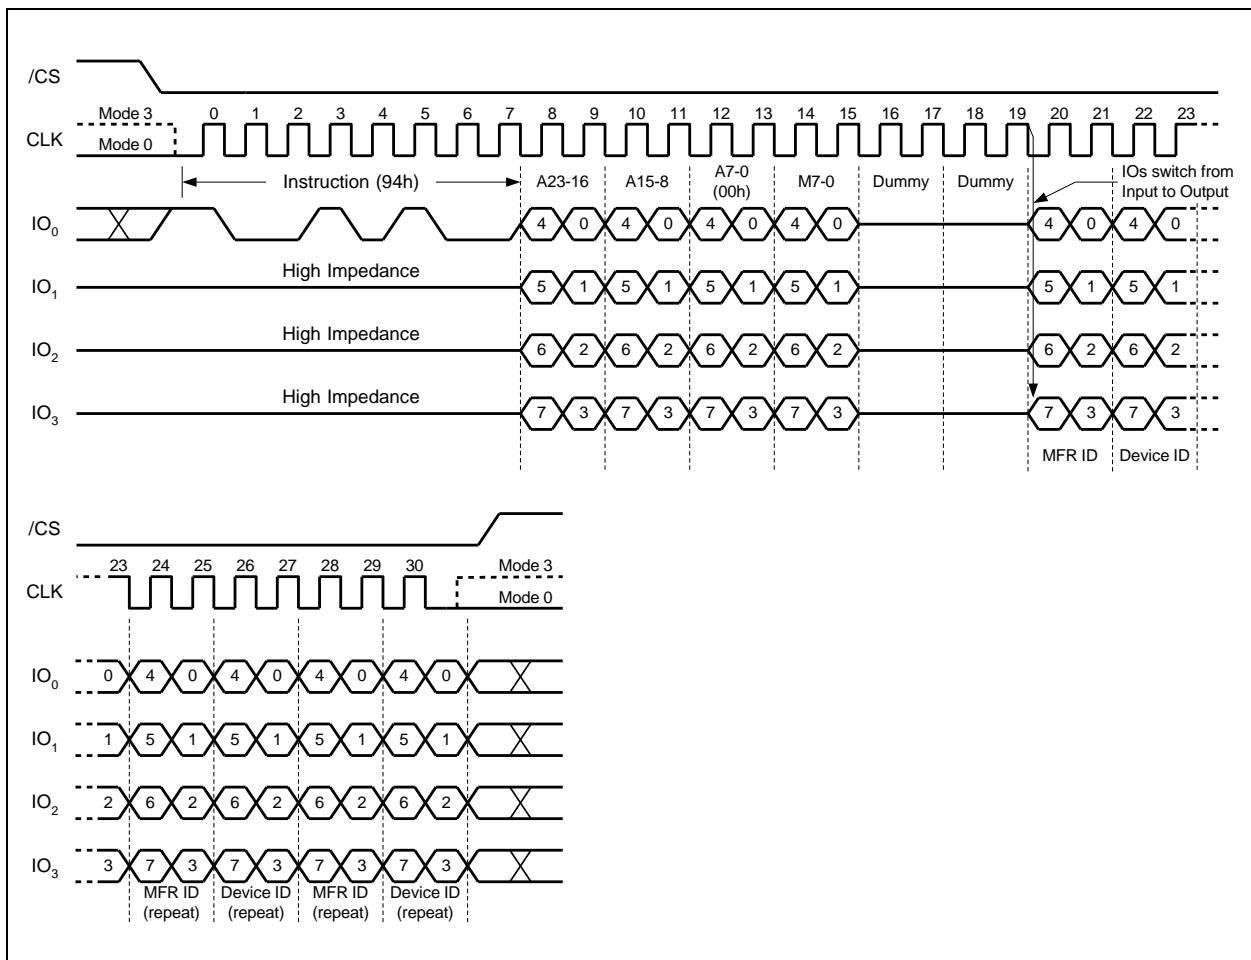 /CS
Mode 3 0 1 2 3 4 5 6 7 8 9 10 11 12 13 14 15 16 17 18 19 20 21 22 23
CLK
Mode 0
Instruction (94h) A23-16 A15-8 A7-0 (00h) M7-0 Dummy Dummy
IOs switch from
Input to Output
IO0 4 0 4 0 4 0 4 0 4 0 4 0
High Impedance
IO1 5 1 5 1 5 1 5 1 5 1 5 1
High Impedance
IO2 6 2 6 2 6 2 6 2 6 2 6 2
High Impedance
IO3 7 3 7 3 7 3 7 3 7 3 7 3
MFR ID Device ID
/CS
23 24 25 26 27 28 29 30 Mode 3
CLK
Mode 0
IO0 0 4 0 4 0 4 0 4 0
IO1 1 5 1 5 1 5 1 5 1
IO2 2 6 2 6 2 6 2 6 2
IO3 3 7 3 7 3 7 3 7 3
MFR ID Device ID MFR ID Device ID
(repeat) (repeat) (repeat) (repeat)